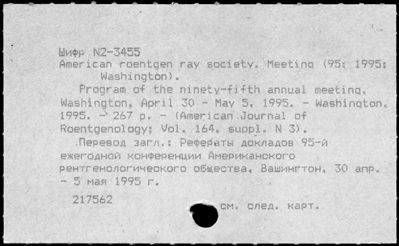 Шифр N2-3455
American roentgen ray society. Meeting (95; 1995;
Washington).
Program of the ninety-fifth annual meeting,
Washington, April 30 - May 5, 1995. - Washington,
1995. - 267 p. - (American Journal of
Roentgenology; Vol. 164, suppl. N 3).
Перевод загл.: Рефераты докладов 95-й
ежегодной конференции Американского
рентгенологического общества, Вашингтон, 30 апр.
- 5 мая 1995 г.
217562
см. след. карт.